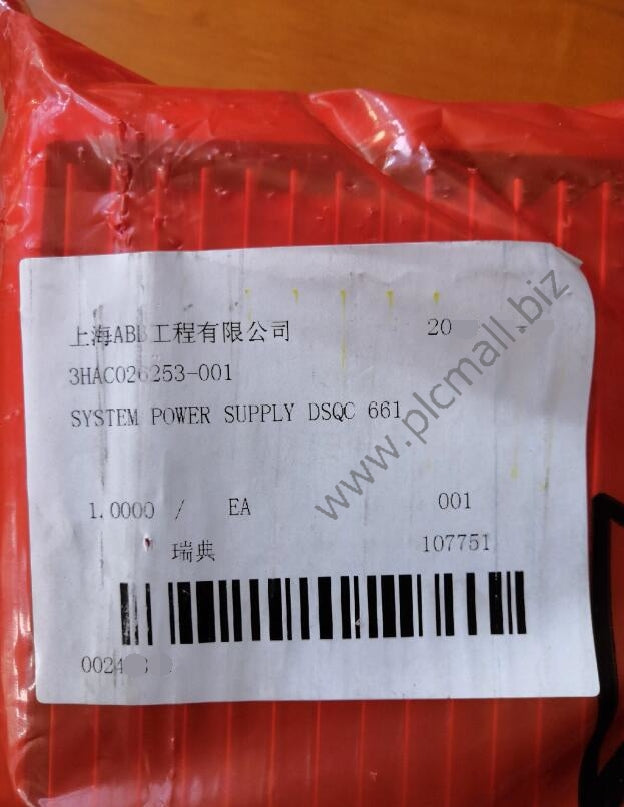 上海ABB工程有限公司 20
3HAC026253-001
SYSTEM POWER SUPPLY DSQC 661
1.0000 / EA 001
瑞典 107751
www.plcmall.biz